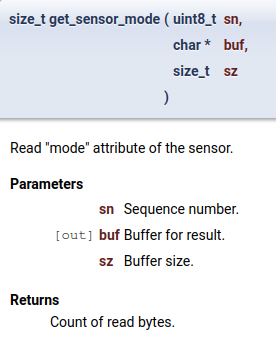 size_t get_sensor_mode ( uint8_t sn,
char * buf,
size_t sz
)
Read "mode" attribute of the sensor.
Parameters
sn Sequence number.
[out] buf Buffer for result.
sz Buffer size.
Returns
Count of read bytes.